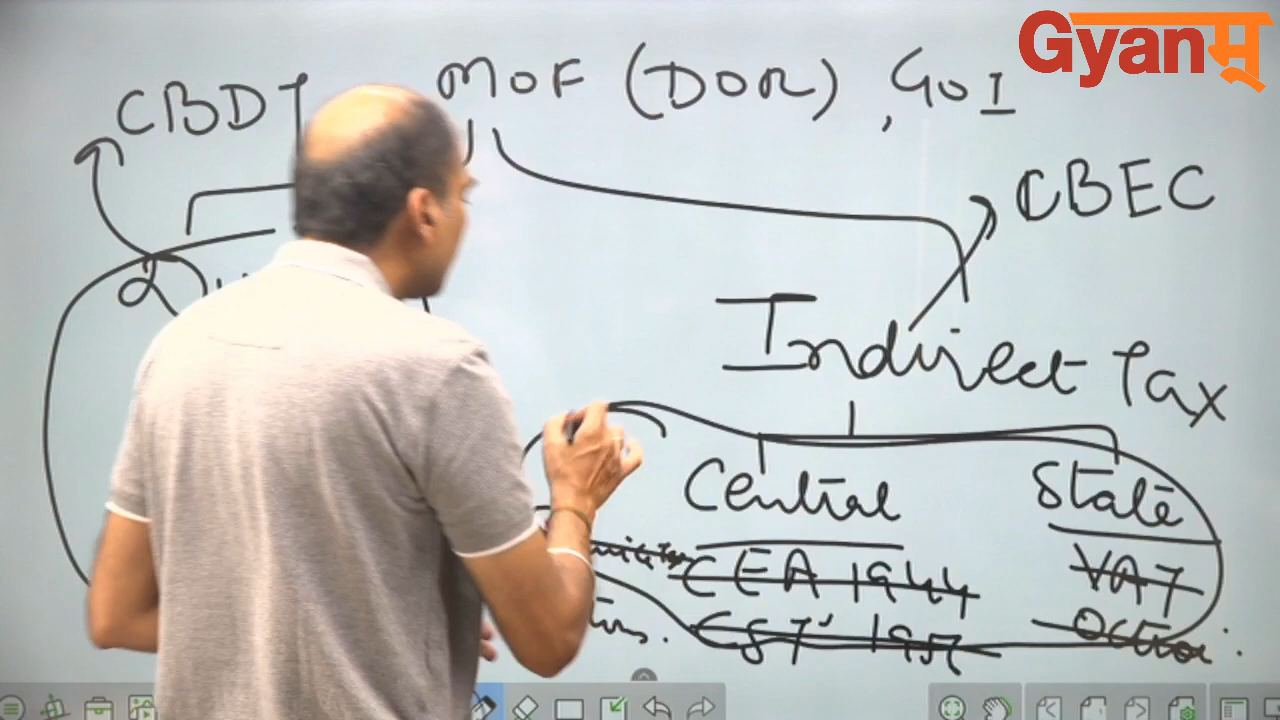 Gyanम्
CBDT MOF (DOR), GOI
CBEC
Indirect Tax
Central State
CEA 1944 VAT
CST' 1956 Octroi